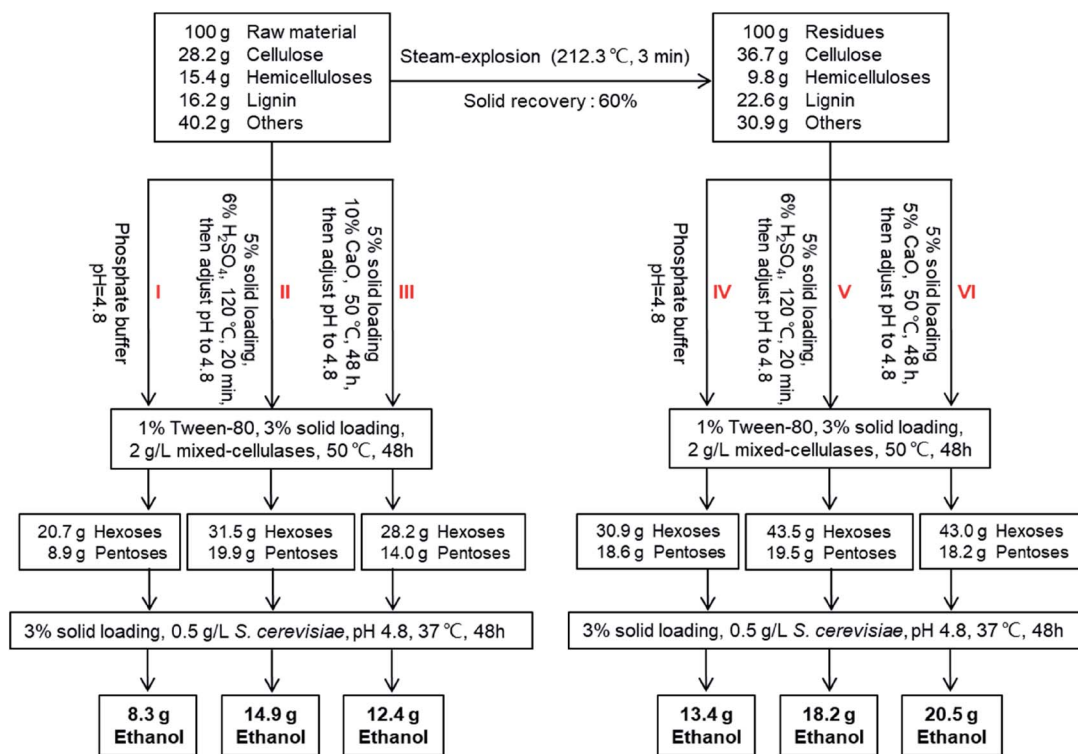 100 g Raw material
28.2 g Cellulose
15.4 g Hemicelluloses
16.2 g Lignin
40.2 g Others
Steam-explosion (212.3 ℃, 3 min)
Solid recovery : 60%
100 g Residues
36.7 g Cellulose
9.8 g Hemicelluloses
22.6 g Lignin
30.9 g Others
Phosphate buffer
pH=4.8
I
5% solid loading,
6% H₂SO₄, 120 ℃, 20 min,
then adjust pH to 4.8
II
5% solid loading
10% CaO, 50 ℃, 48 h,
then adjust pH to 4.8
III
Phosphate buffer
pH=4.8
IV
5% solid loading,
6% H₂SO₄, 120 ℃, 20 min,
then adjust pH to 4.8
V
5% solid loading
5% CaO, 50 ℃, 48 h,
then adjust pH to 4.8
VI
1% Tween-80, 3% solid loading,
2 g/L mixed-cellulases, 50 ℃, 48h
1% Tween-80, 3% solid loading,
2 g/L mixed-cellulases, 50 ℃, 48h
20.7 g Hexoses
8.9 g Pentoses
31.5 g Hexoses
19.9 g Pentoses
28.2 g Hexoses
14.0 g Pentoses
30.9 g Hexoses
18.6 g Pentoses
43.5 g Hexoses
19.5 g Pentoses
43.0 g Hexoses
18.2 g Pentoses
3% solid loading, 0.5 g/L S. cerevisiae, pH 4.8, 37 ℃, 48h
3% solid loading, 0.5 g/L S. cerevisiae, pH 4.8, 37 ℃, 48h
8.3 g
Ethanol
14.9 g
Ethanol
12.4 g
Ethanol
13.4 g
Ethanol
18.2 g
Ethanol
20.5 g
Ethanol